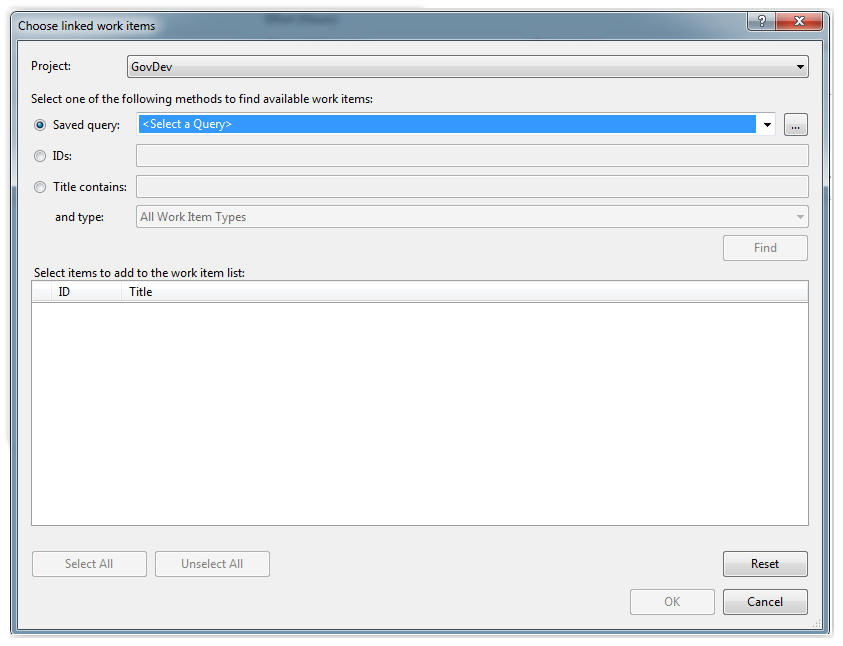 Choose linked work items
?
X
Project:
GovDev
Select one of the following methods to find available work items:
Saved query:
<Select a Query>
...
IDs:
Title contains:
and type:
All Work Item Types
Find
Select items to add to the work item list:
ID Title
Select All
Unselect All
Reset
OK
Cancel